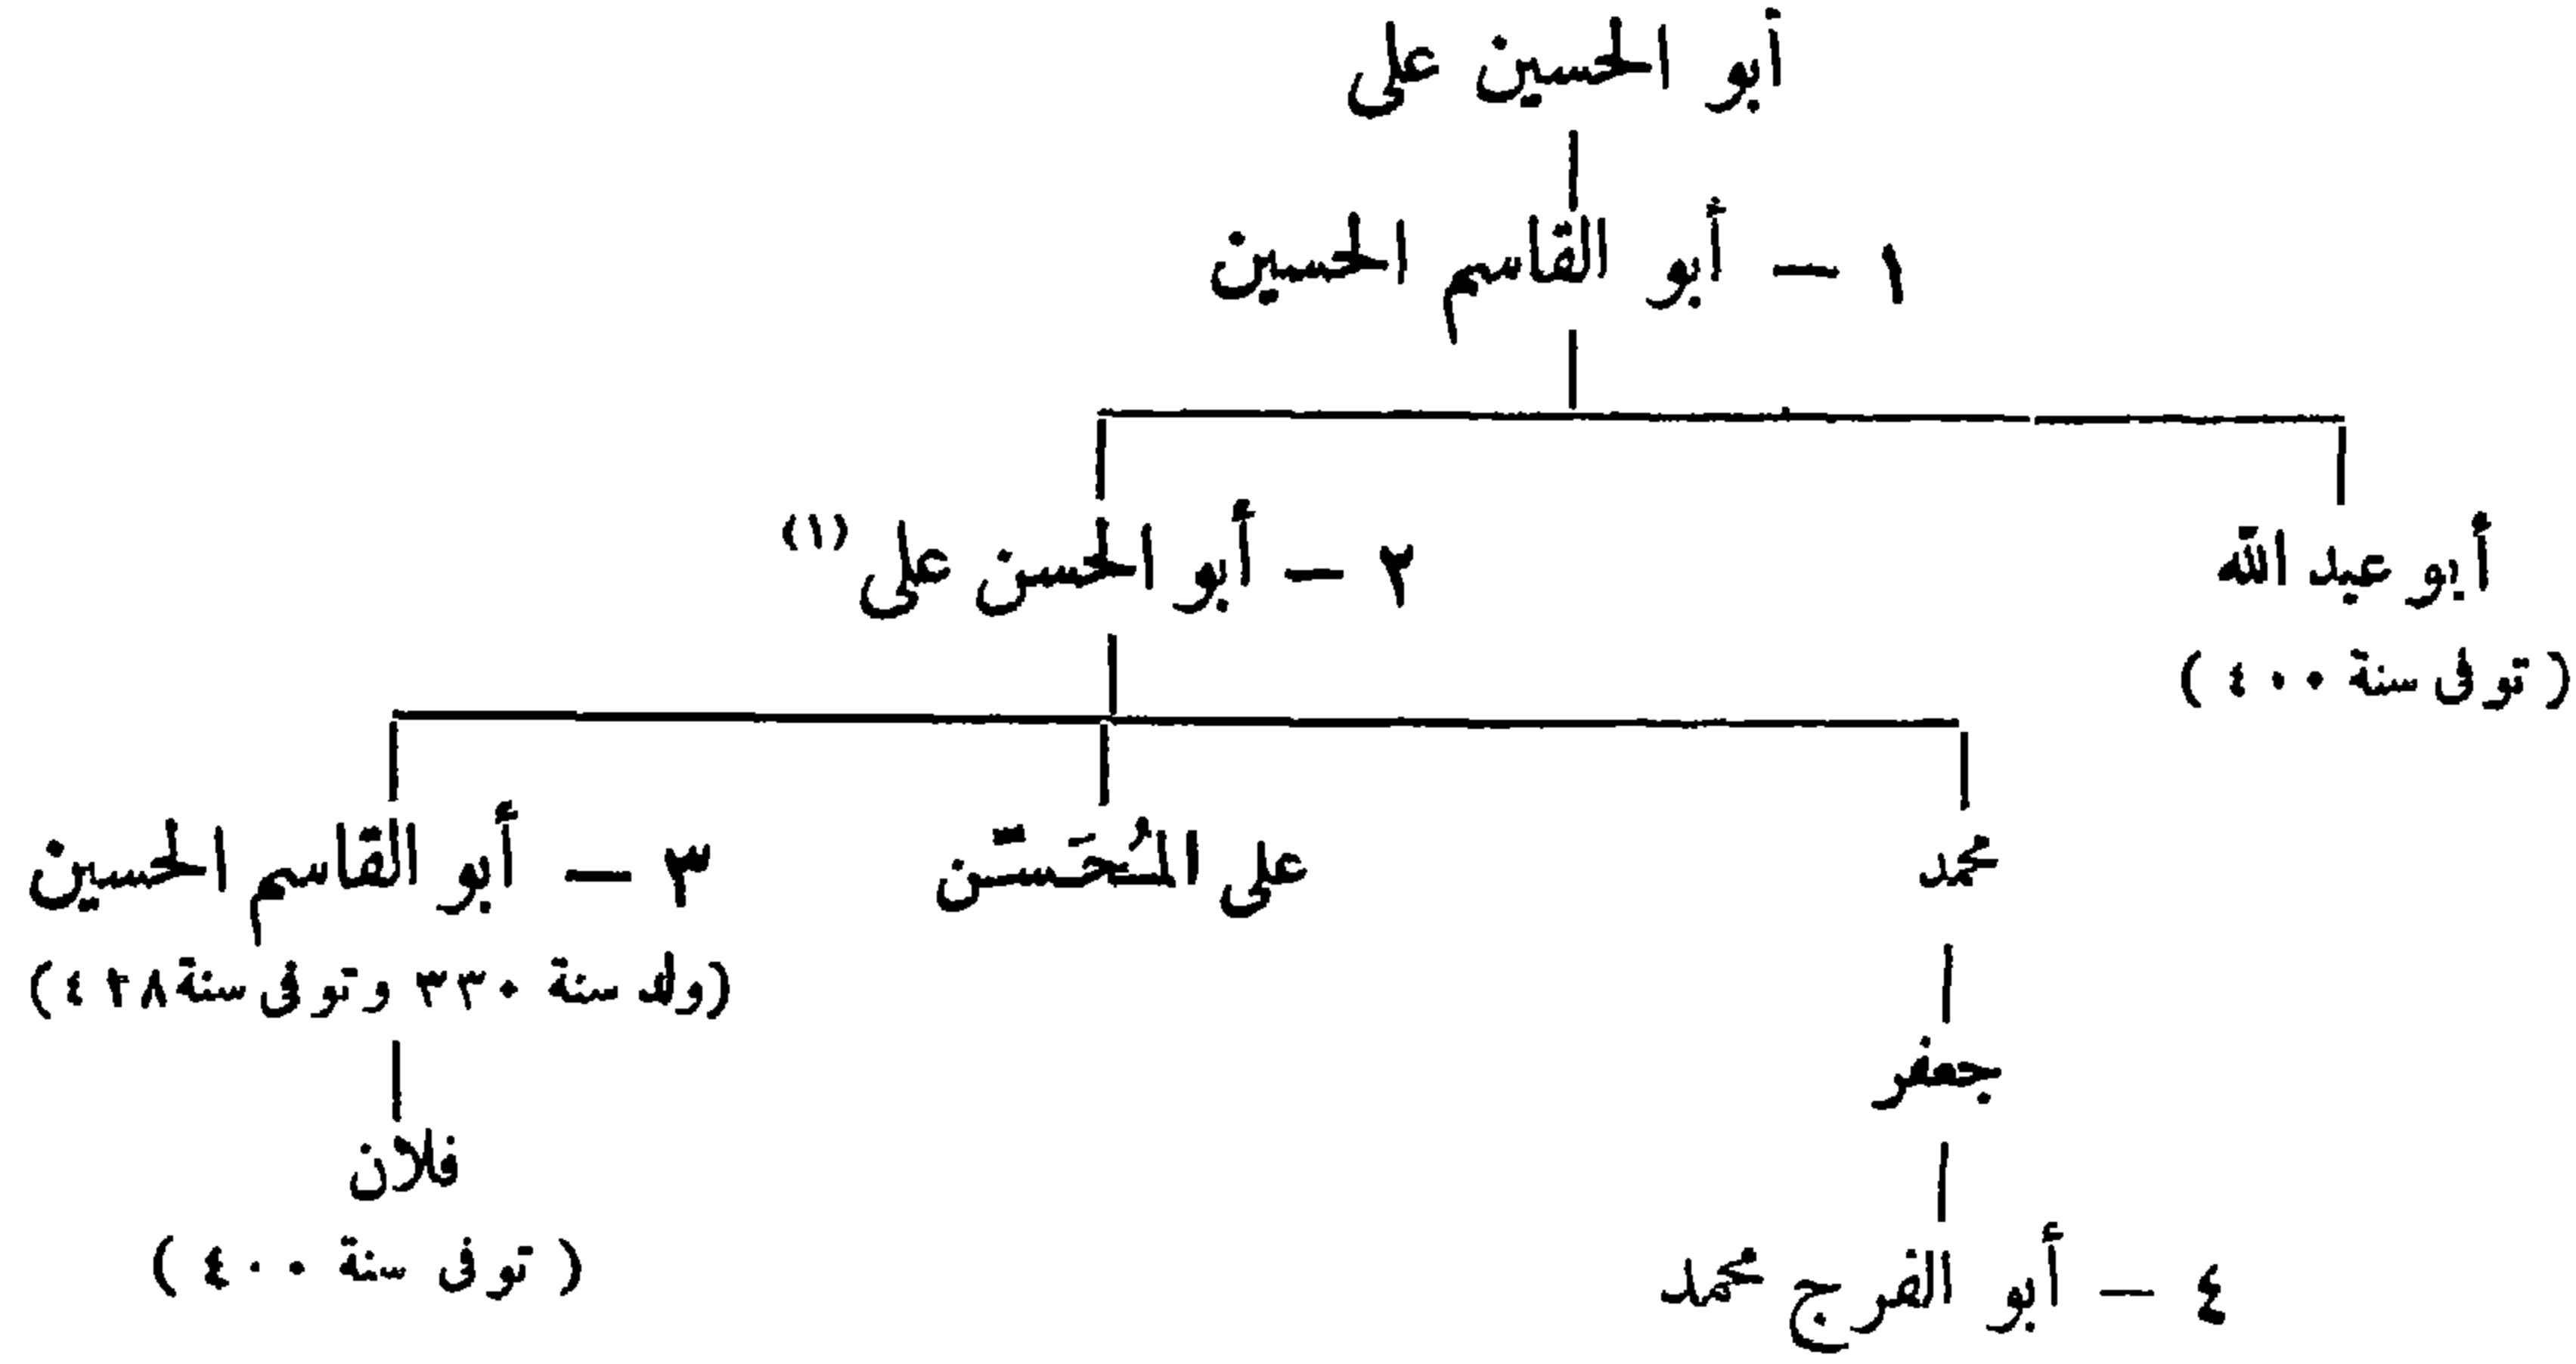 أبو الحسين على
١ — أبو القاسم الحسين
أبو عبد الله
٢ — أبو الحسن على (١)
( توفى سنة ٤٠٠ )
محمد
على المُحَسّن
٣ — أبو القاسم الحسين
(ولد سنة ٣٣٠ وتوفى سنة ٤٢٨)
جعفر
فلان
( توفى سنة ٤٠٠ )
٤ — أبو الفرج محمد